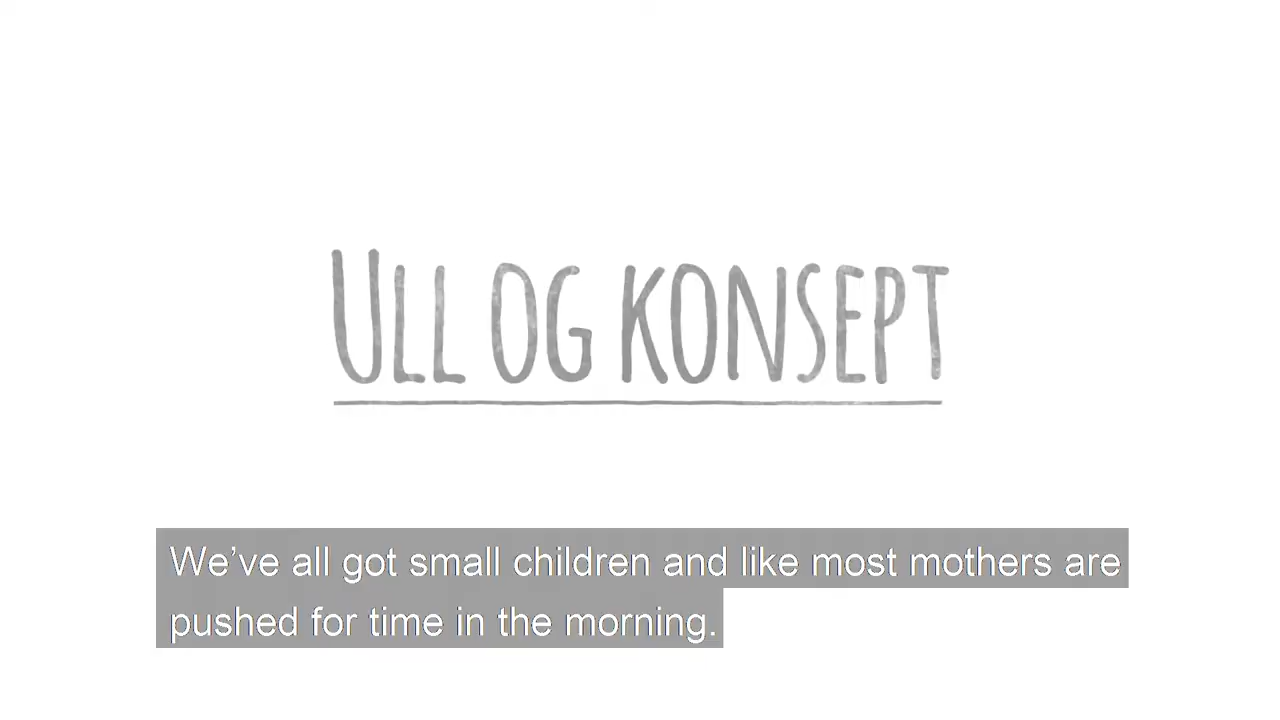 ULL OG KONSEPT
We’ve all got small children and like most mothers are
pushed for time in the morning.